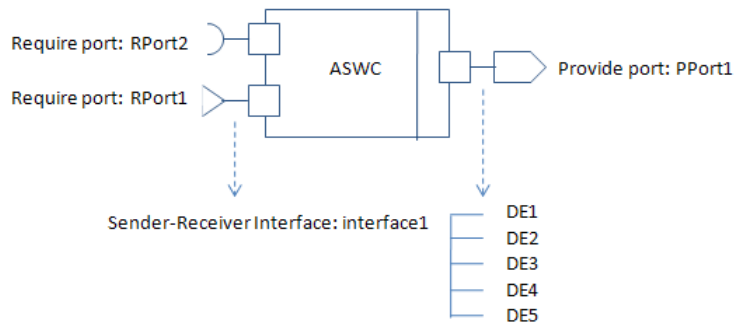 Require port: RPort2
ASWC
Provide port: PPort1
Require port: RPort1
Sender-Receiver Interface: interface1
DE1
DE2
DE3
DE4
DE5